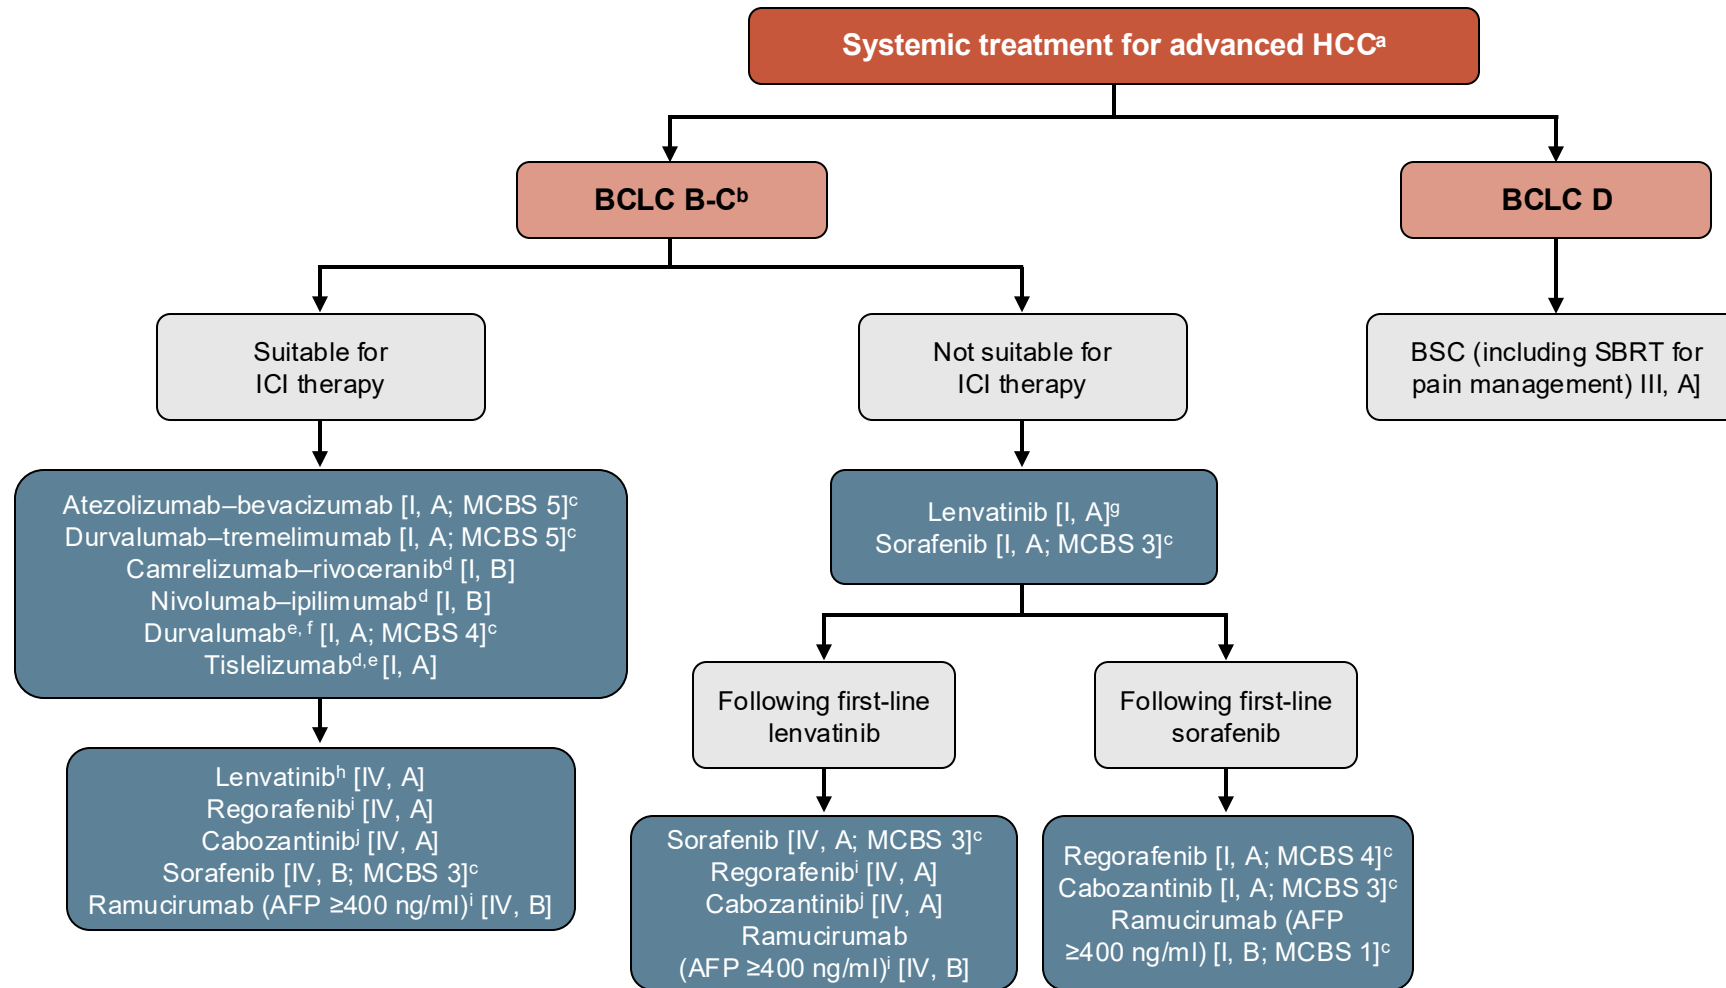 Systemic treatment for advanced HCCᵃ
BCLC B-Cᵇ
BCLC D
Suitable for
ICI therapy
Not suitable for
ICI therapy
BSC (including SBRT for
pain management) III, A]
Atezolizumab–bevacizumab [I, A; MCBS 5]ᶜ
Durvalumab–tremelimumab [I, A; MCBS 5]ᶜ
Camrelizumab–rivoceranibᵈ [I, B]
Nivolumab–ipilimumabᵈ [I, B]
Durvalumabᵉ, ᶠ [I, A; MCBS 4]ᶜ
Tislelizumabᵈ,ᵉ [I, A]
Lenvatinib [I, A]ᵍ
Sorafenib [I, A; MCBS 3]ᶜ
Following first-line
lenvatinib
Following first-line
sorafenib
Lenvatinibʰ [IV, A]
Regorafenibⁱ [IV, A]
Cabozantinibʲ [IV, A]
Sorafenib [IV, B; MCBS 3]ᶜ
Ramucirumab (AFP ≥400 ng/ml)ⁱ [IV, B]
Sorafenib [IV, A; MCBS 3]ᶜ
Regorafenibⁱ [IV, A]
Cabozantinibʲ [IV, A]
Ramucirumab
(AFP ≥400 ng/ml)ⁱ [IV, B]
Regorafenib [I, A; MCBS 4]ᶜ
Cabozantinib [I, A; MCBS 3]ᶜ
Ramucirumab (AFP
≥400 ng/ml) [I, B; MCBS 1]ᶜ